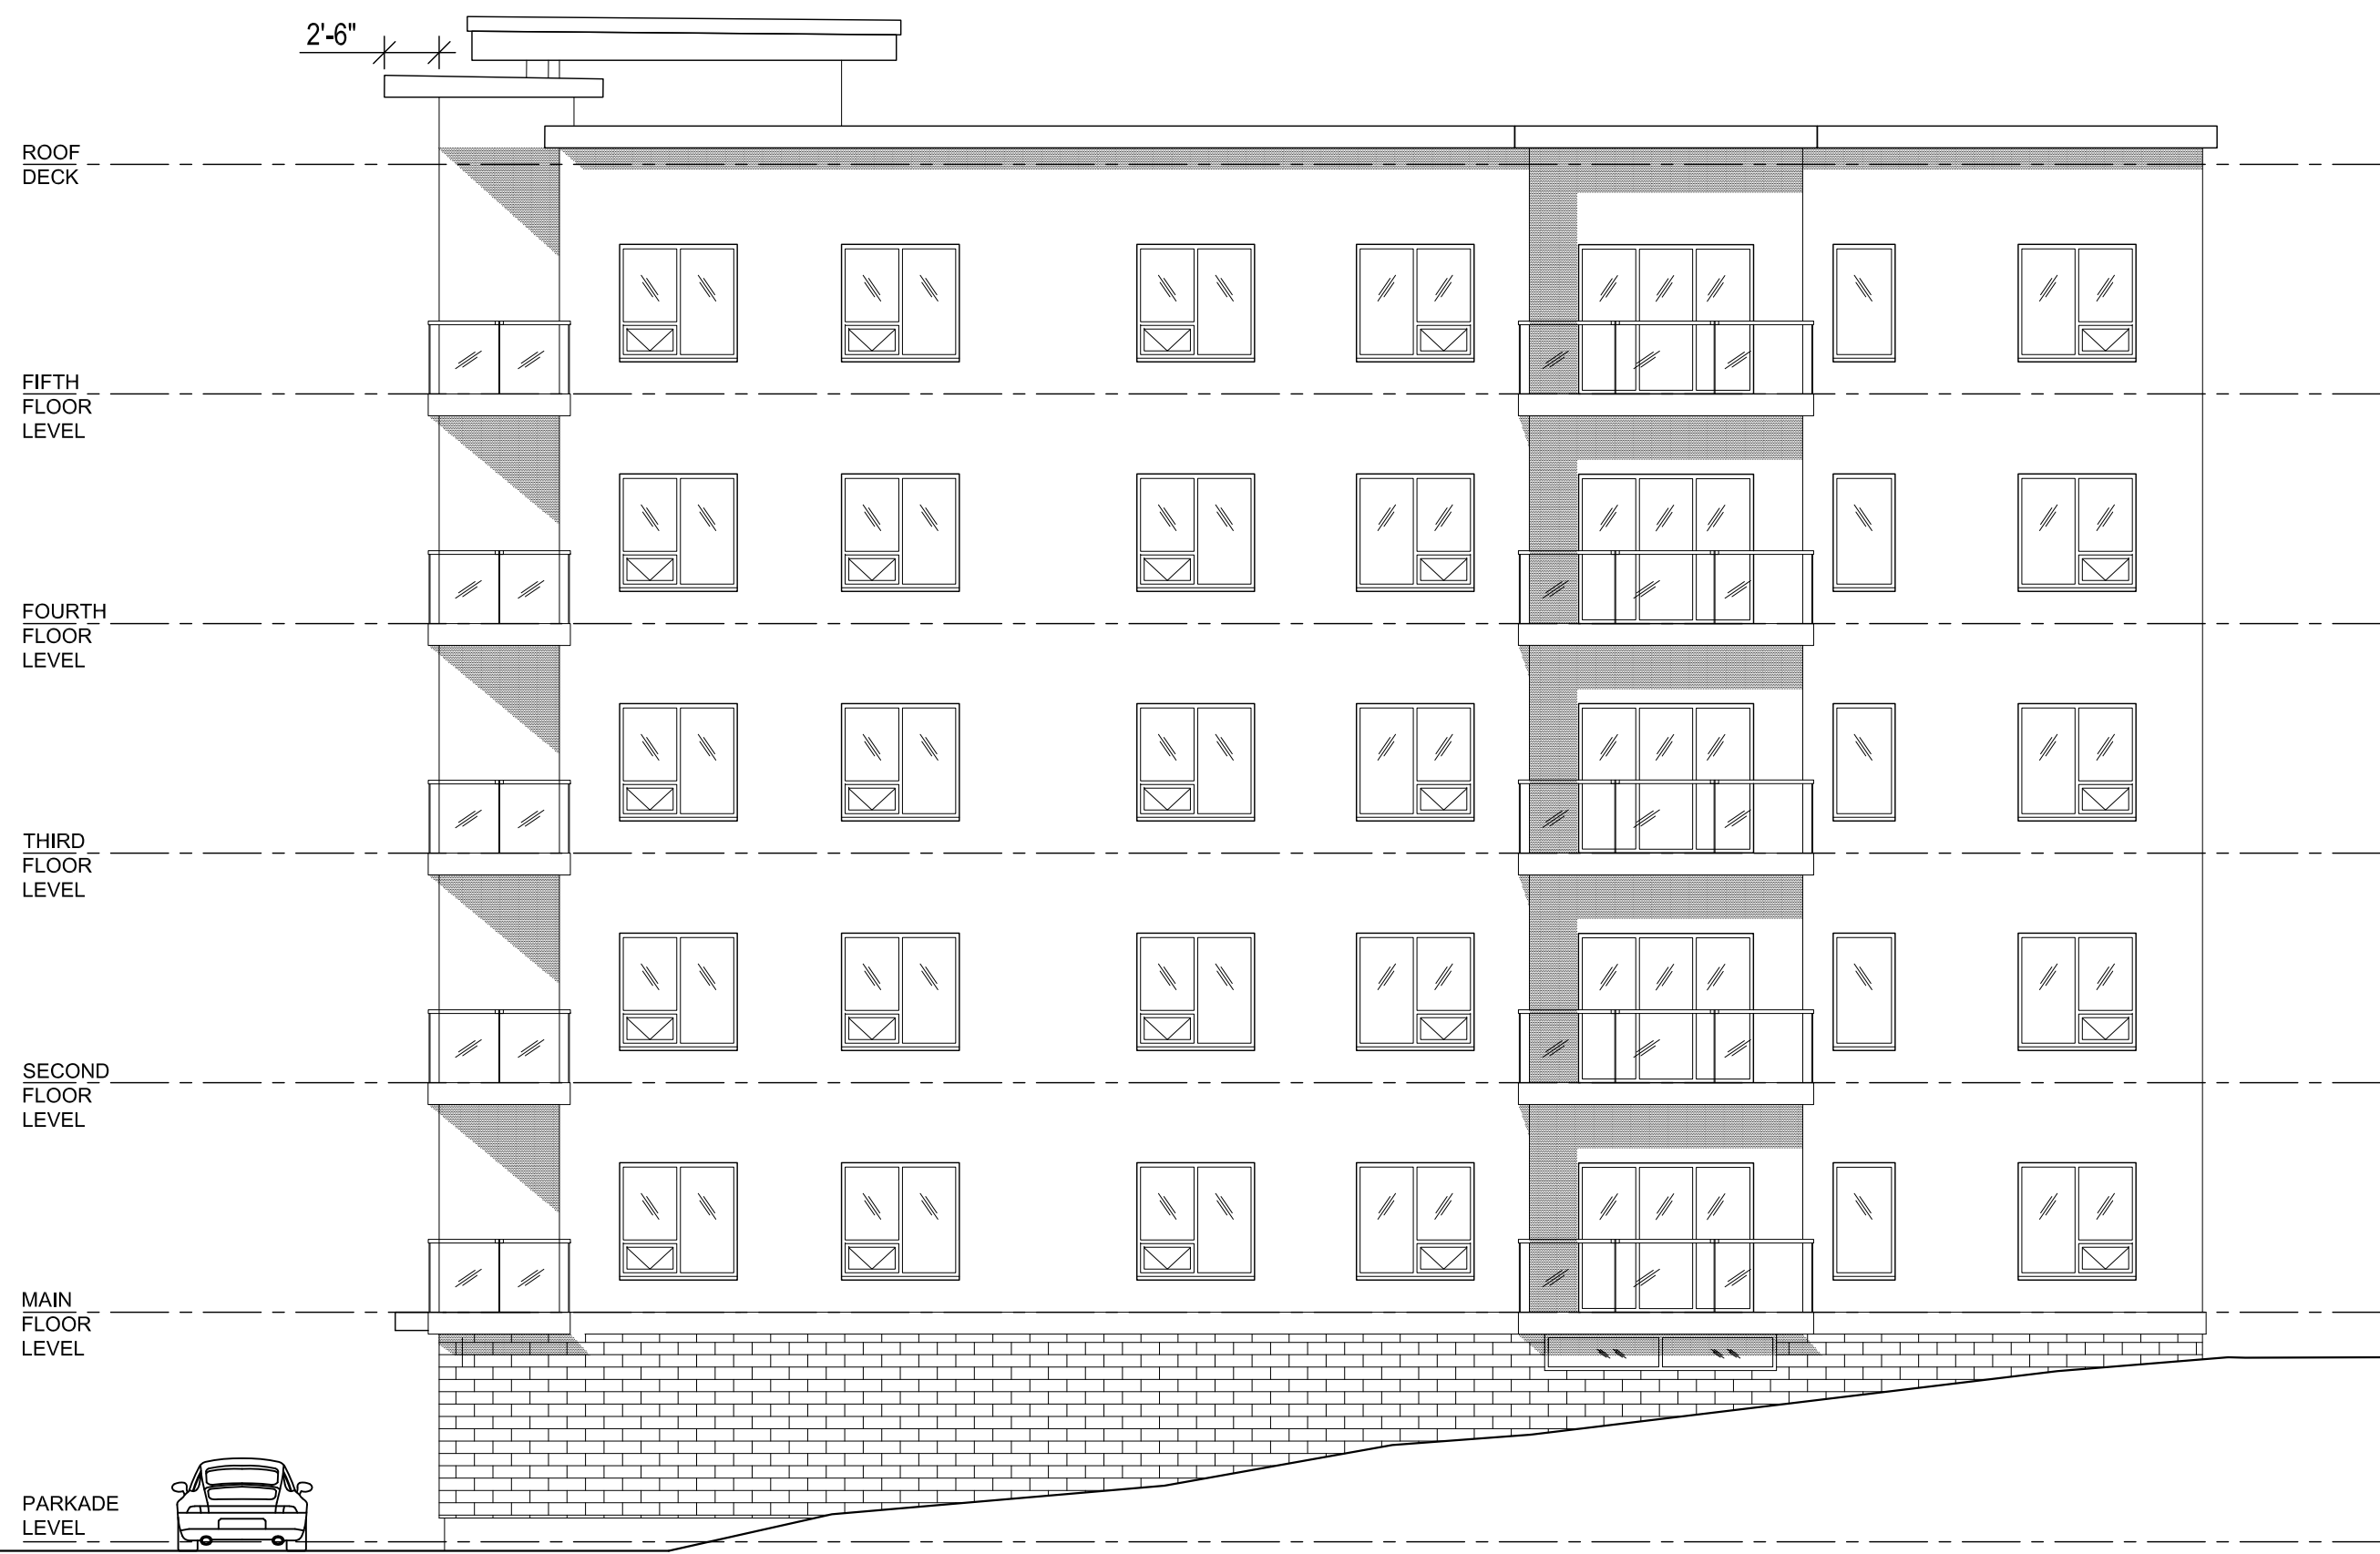 2'-6"
ROOF
DECK
FIFTH
FLOOR
LEVEL
FOURTH
FLOOR
LEVEL
THIRD
FLOOR
LEVEL
SECOND
FLOOR
LEVEL
MAIN
FLOOR
LEVEL
PARKADE
LEVEL